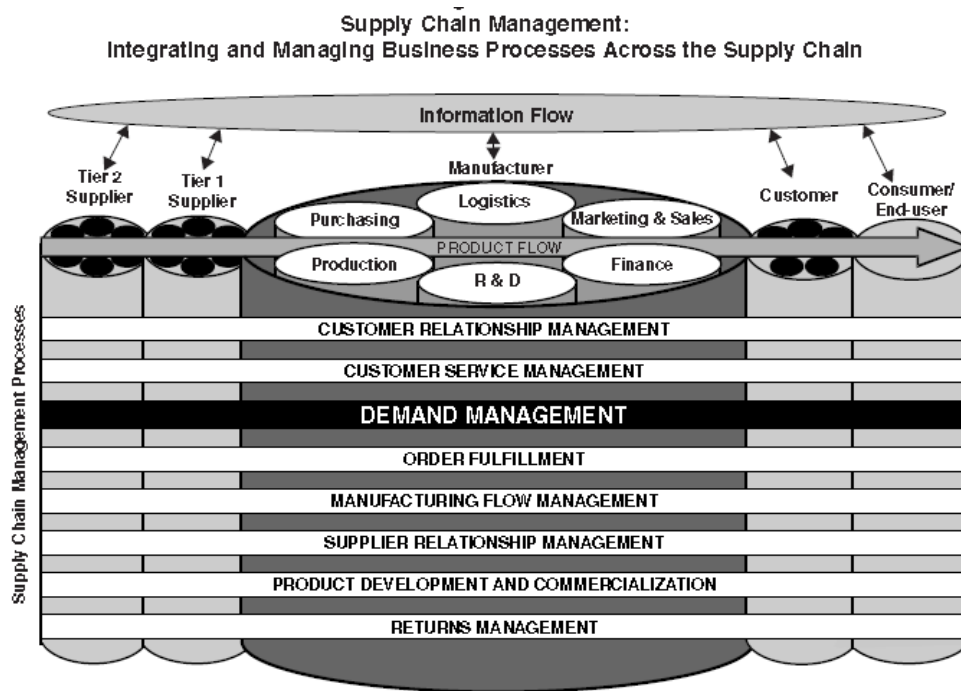 Supply Chain Management:
Integrating and Managing Business Processes Across the Supply Chain
Information Flow
Tier 2
Supplier
Tier 1
Supplier
Manufacturer
Customer
Consumer/
End-user
Purchasing
Logistics
Marketing & Sales
PRODUCT FLOW
Production
R & D
Finance
Supply Chain Management Processes
CUSTOMER RELATIONSHIP MANAGEMENT
CUSTOMER SERVICE MANAGEMENT
DEMAND MANAGEMENT
ORDER FULFILLMENT
MANUFACTURING FLOW MANAGEMENT
SUPPLIER RELATIONSHIP MANAGEMENT
PRODUCT DEVELOPMENT AND COMMERCIALIZATION
RETURNS MANAGEMENT